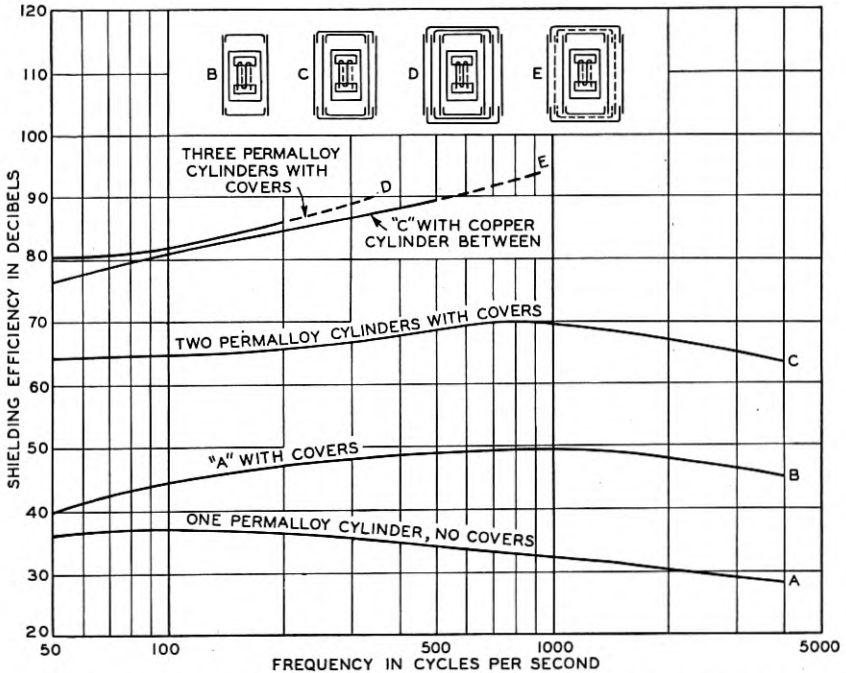 120
110
100
90
80
70
60
50
40
30
20
SHIELDING EFFICIENCY IN DECIBELS
B
C
D
E
THREE PERMALLOY
CYLINDERS WITH
COVERS
D
E
"C" WITH COPPER
CYLINDER BETWEEN
TWO PERMALLOY CYLINDERS WITH COVERS
C
"A" WITH COVERS
B
ONE PERMALLOY CYLINDER, NO COVERS
A
50
100
500
1000
5000
FREQUENCY IN CYCLES PER SECOND